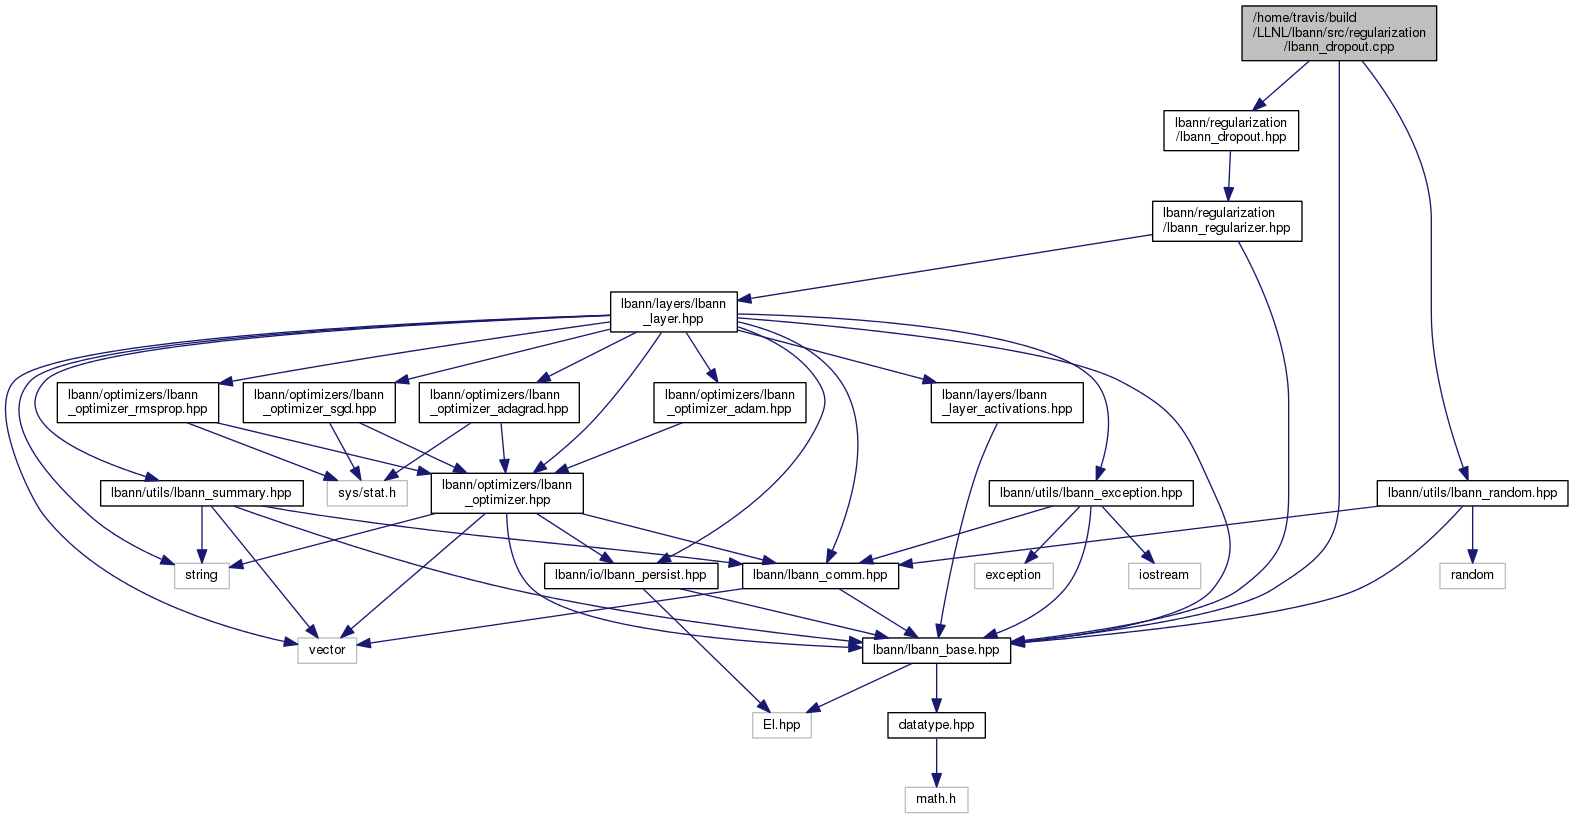 /home/travis/build
/LLNL/lbann/src/regularization
/lbann_dropout.cpp
lbann/regularization
/lbann_dropout.hpp
lbann/regularization
/lbann_regularizer.hpp
lbann/layers/lbann
_layer.hpp
lbann/optimizers/lbann
_optimizer_rmsprop.hpp
lbann/optimizers/lbann
_optimizer_sgd.hpp
lbann/optimizers/lbann
_optimizer_adagrad.hpp
lbann/optimizers/lbann
_optimizer_adam.hpp
lbann/layers/lbann
_layer_activations.hpp
lbann/utils/lbann_summary.hpp
sys/stat.h
lbann/optimizers/lbann
_optimizer.hpp
lbann/utils/lbann_exception.hpp
lbann/utils/lbann_random.hpp
string
lbann/io/lbann_persist.hpp
lbann/lbann_comm.hpp
exception
iostream
random
vector
lbann/lbann_base.hpp
El.hpp
datatype.hpp
math.h